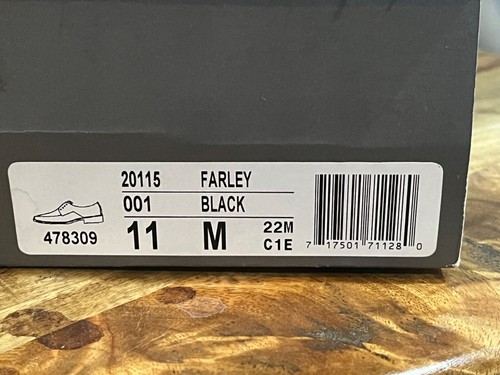 20115 FARLEY
001 BLACK
11 M 22M
C1E
478309
7 17501 71128 0